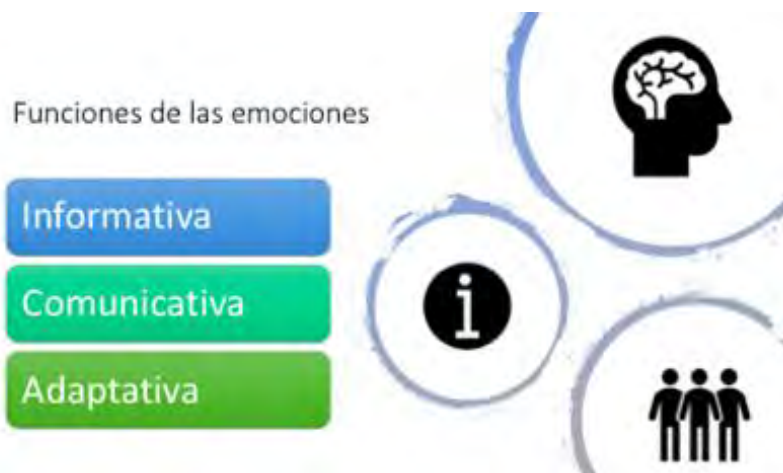 Funciones de las emociones
Informativa
Comunicativa
Adaptativa
i